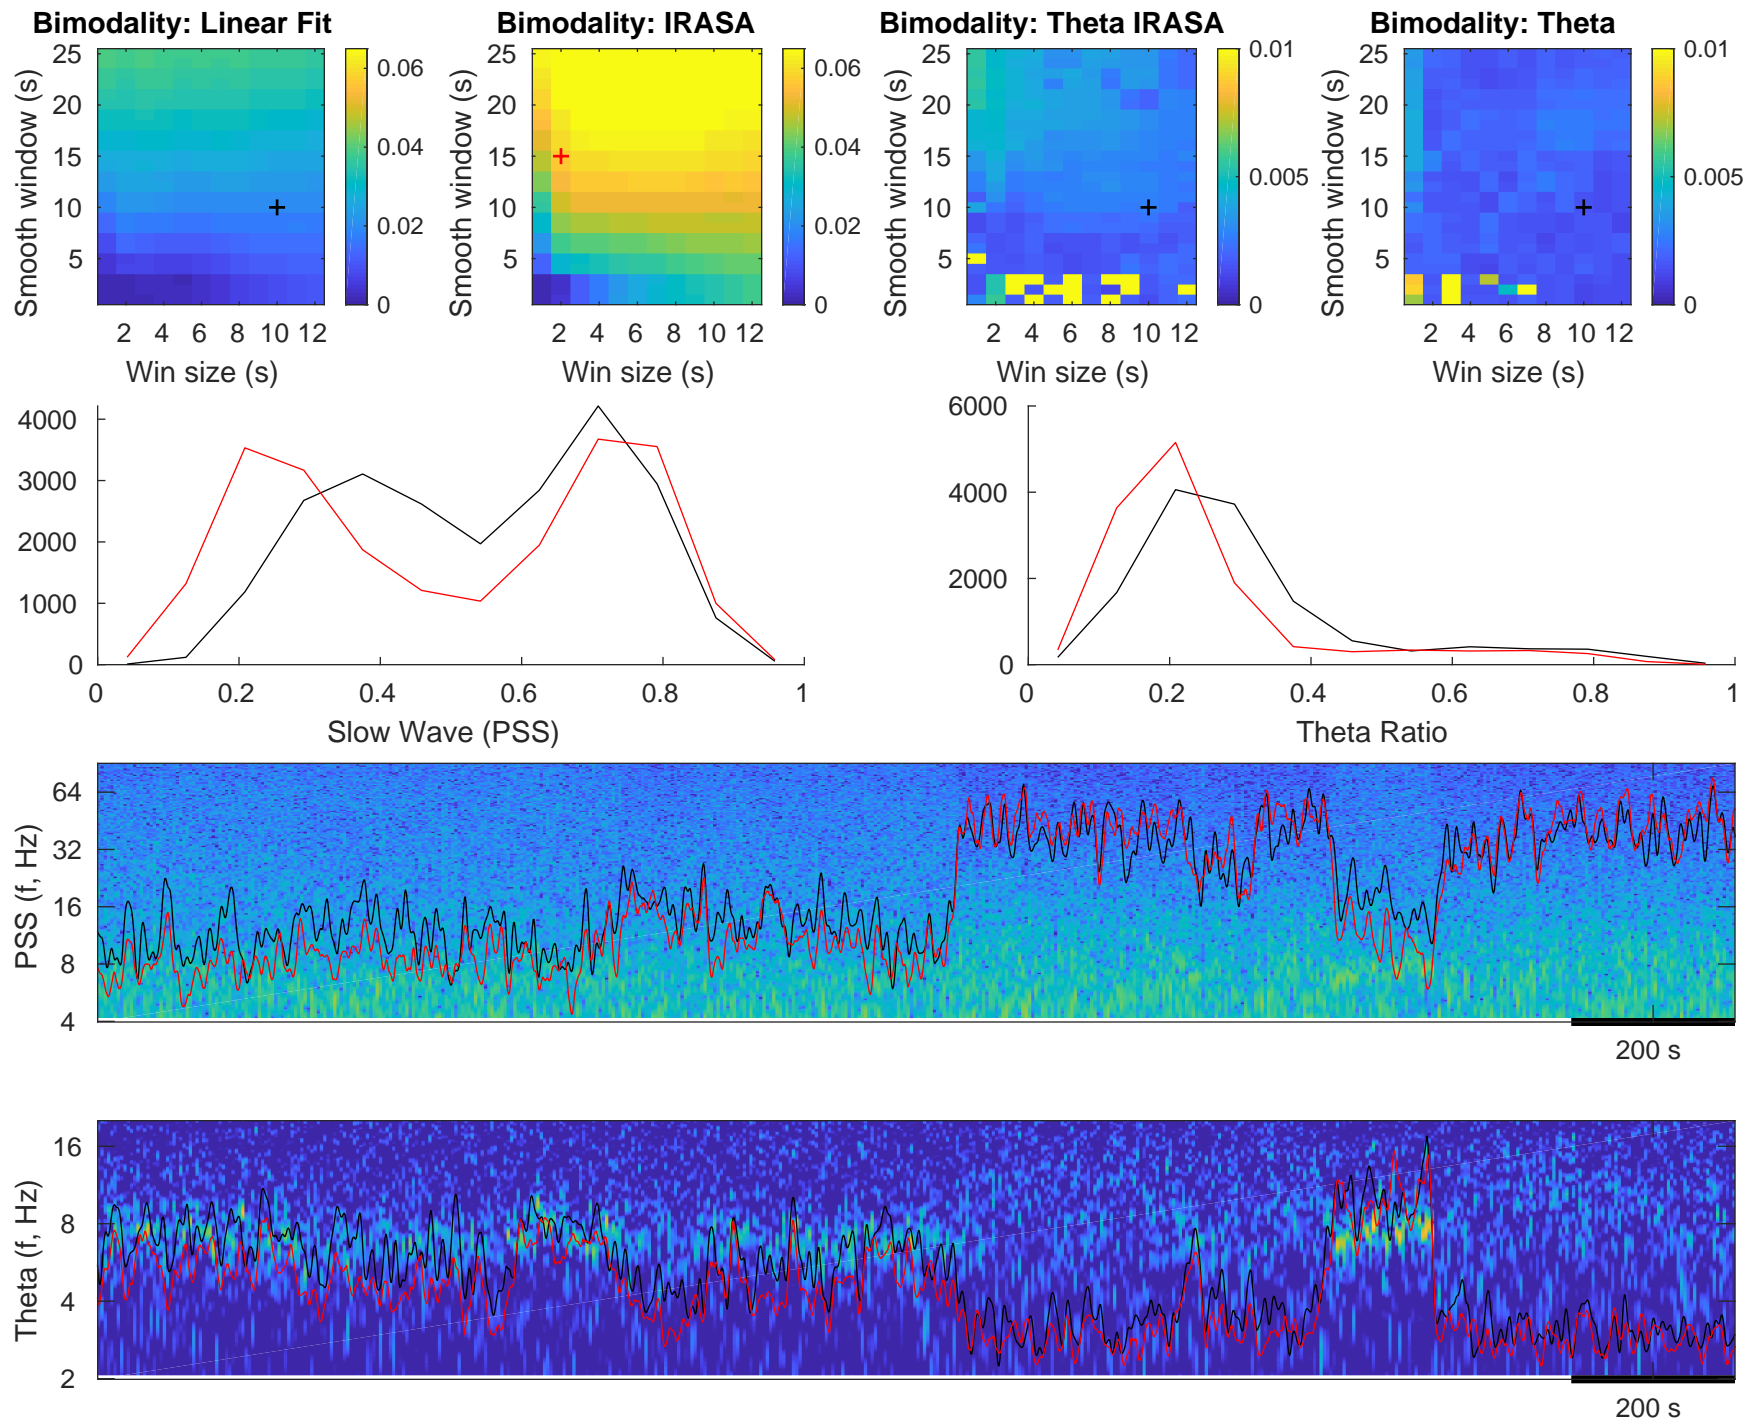 Bimodality: Linear Fit
Bimodality: IRASA
Bimodality: Theta IRASA
Bimodality: Theta
Smooth window (s)
25
20
15
10
5
2 4 6 8 10 12
Win size (s)
0.06
0.04
0.02
0
Smooth window (s)
25
20
15
10
5
2 4 6 8 10 12
Win size (s)
0.06
0.04
0.02
0
Smooth window (s)
25
20
15
10
5
2 4 6 8 10 12
Win size (s)
0.01
0.005
0
Smooth window (s)
25
20
15
10
5
2 4 6 8 10 12
Win size (s)
0.01
0.005
0
4000
3000
2000
1000
0
0 0.2 0.4 0.6 0.8 1
Slow Wave (PSS)
6000
4000
2000
0
0 0.2 0.4 0.6 0.8 1
Theta Ratio
PSS (f, Hz)
64
32
16
8
4
200 s
Theta (f, Hz)
16
8
4
2
200 s